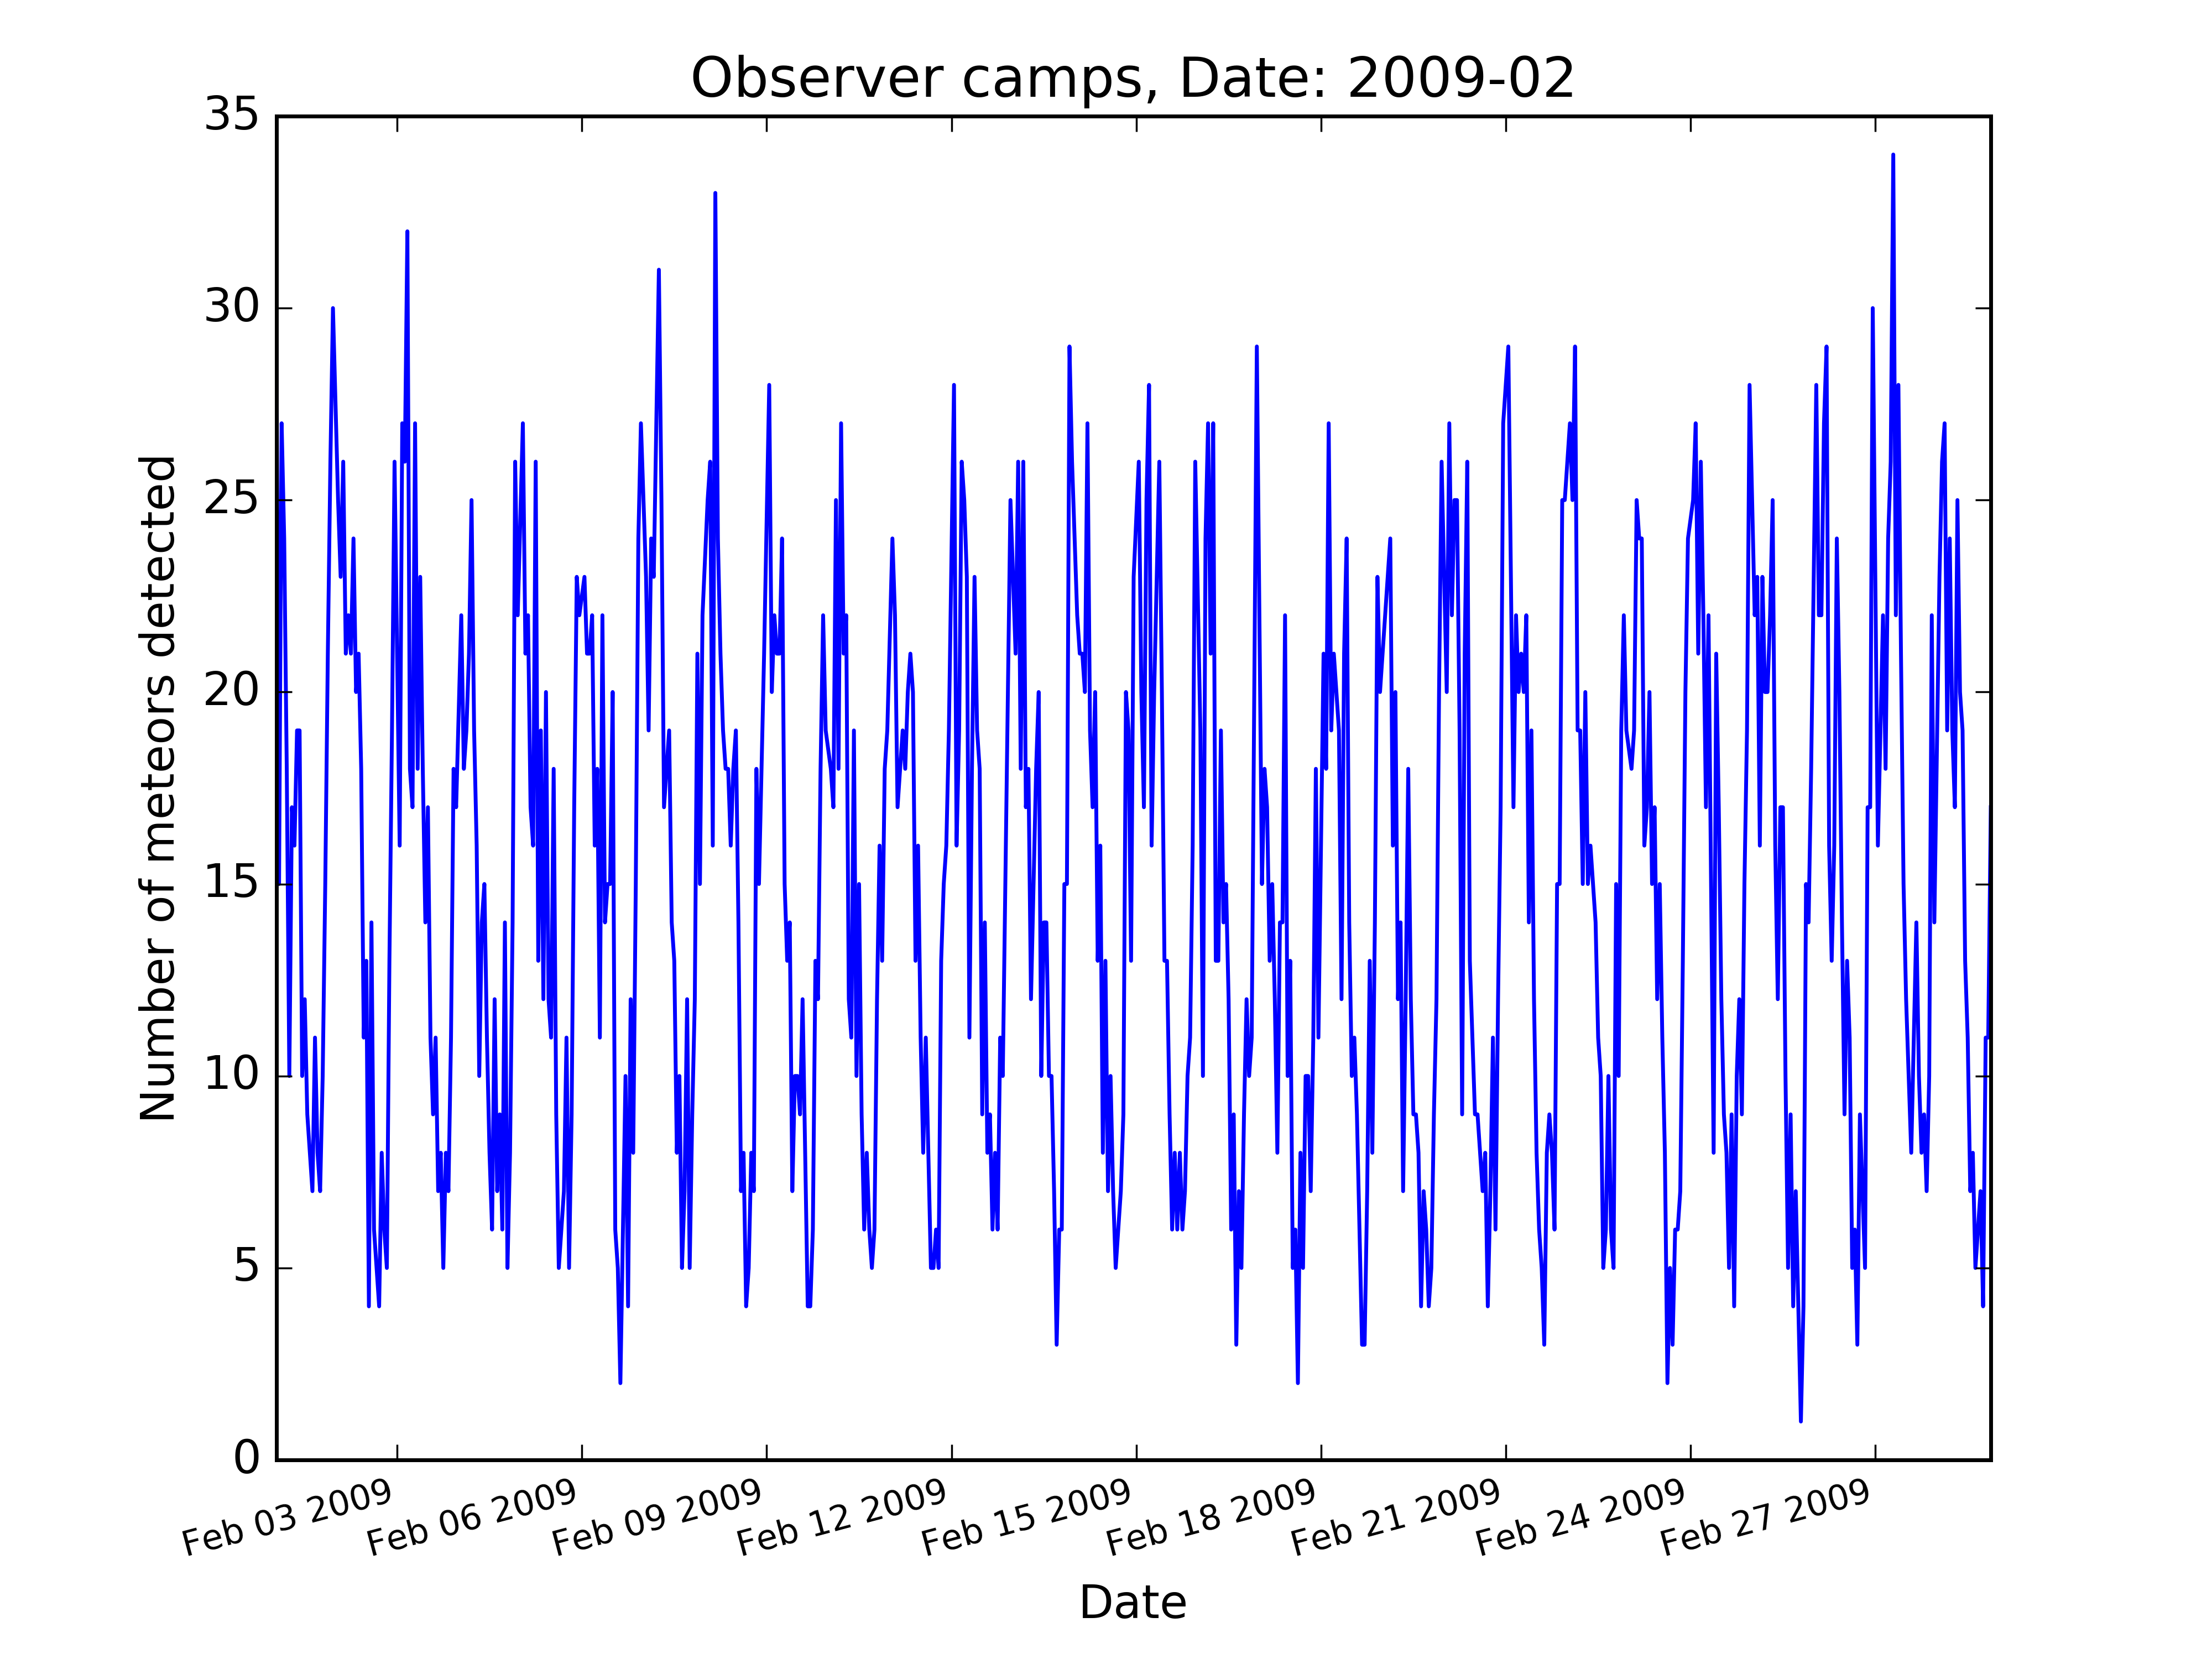 Observer camps, Date: 2009-02
Number of meteors detected
35
30
25
20
15
10
5
0
Feb 03 2009
Feb 06 2009
Feb 09 2009
Feb 12 2009
Feb 15 2009
Feb 18 2009
Feb 21 2009
Feb 24 2009
Feb 27 2009
Date